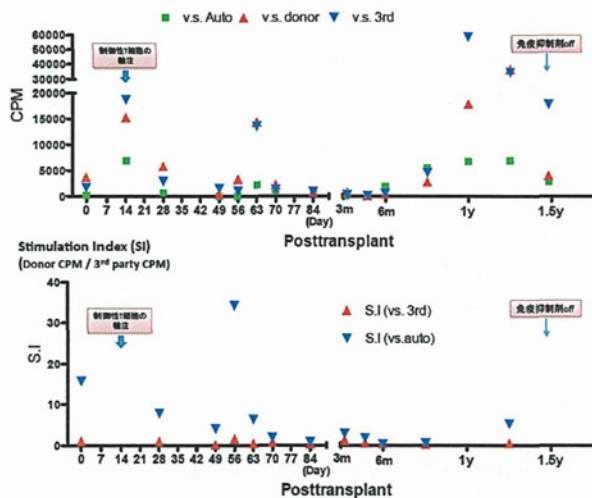 v.s. Auto v.s. donor v.s. 3rd
制御性T細胞の
輸注
免疫抑制剤off
CPM
60000
50000
40000
30000
20000
15000
10000
5000
0
0 7 14 21 28 35 42 49 56 63 70 77 84 3m 6m 1y 1.5y
(Day)
Posttransplant
Stimulation Index (SI)
(Donor CPM / 3rd party CPM)
制御性T細胞の
輸注
免疫抑制剤off
S.I (vs. 3rd)
S.I (vs.auto)
S.I
40
30
20
10
0
0 7 14 21 28 35 42 49 56 63 70 77 84 3m 6m 1y 1.5y
(Day)
Posttransplant